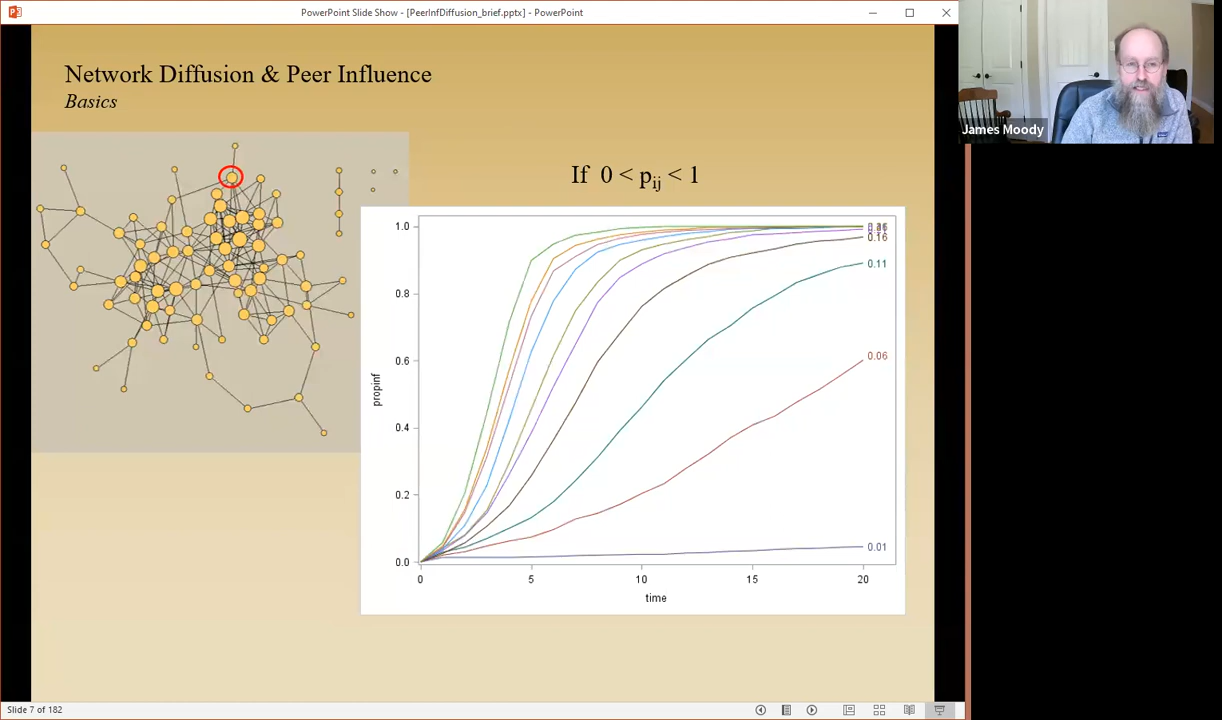 PowerPoint Slide Show - [PeerInfDiffusion_brief.pptx] - PowerPoint
Network Diffusion & Peer Influence
Basics
James Moody
If 0 < pij < 1
1.0
0.8
0.6
0.4
0.2
0.0
propinf
0
5
10
15
20
time
0.16
0.11
0.06
0.01
Slide 7 of 182